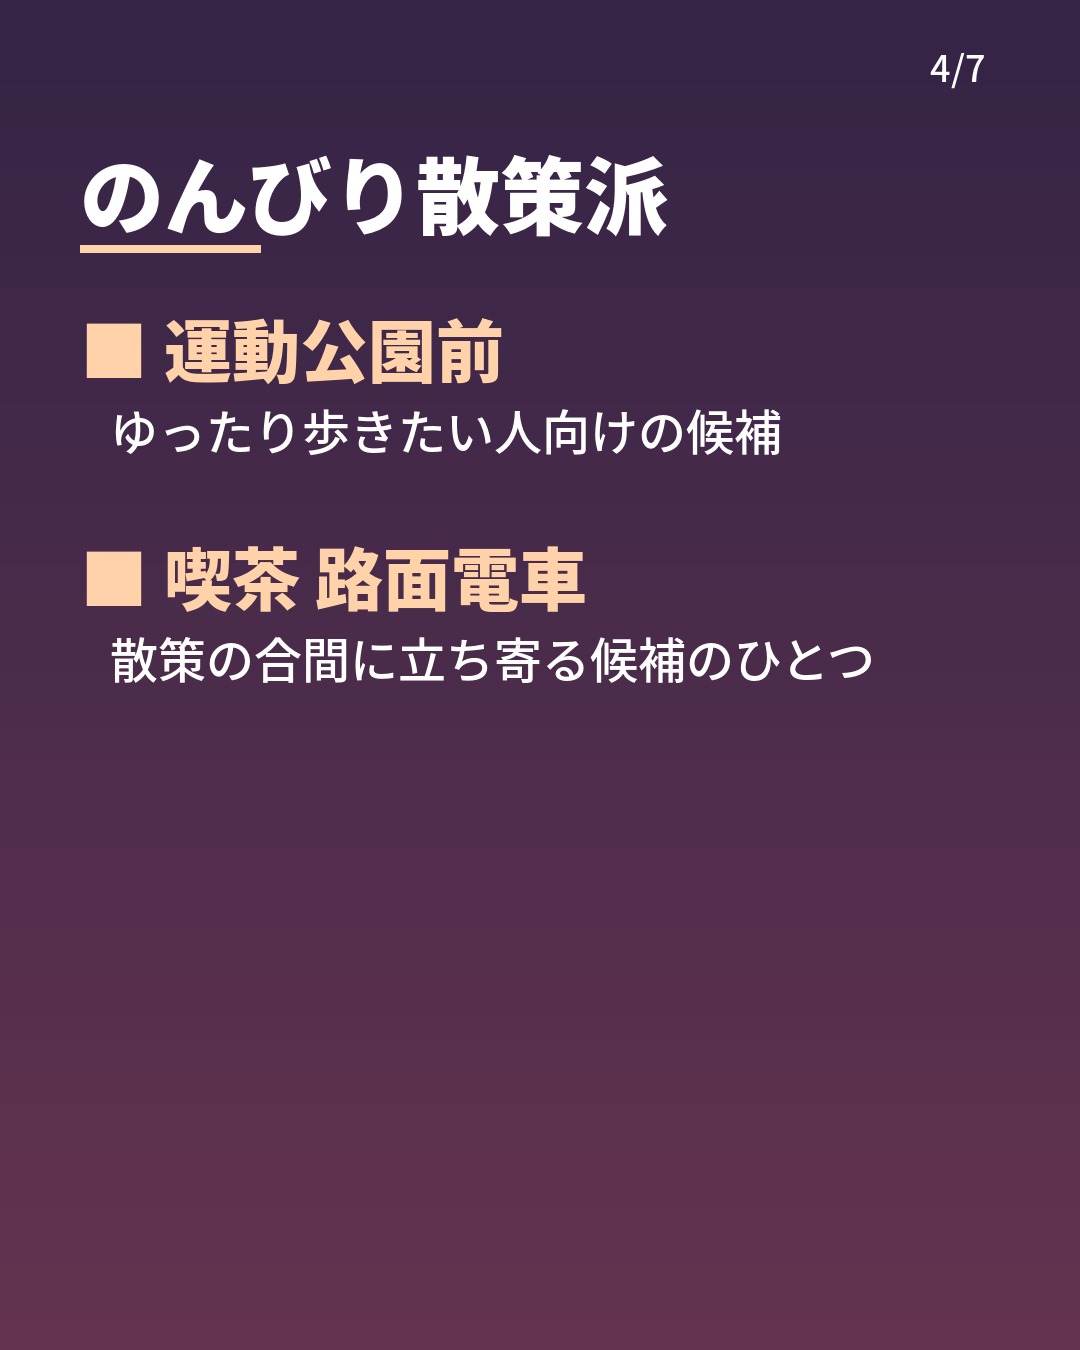 4/7
のんびり散策派
■ 運動公園前
ゆったり歩きたい人向けの候補
■ 喫茶 路面電車
散策の合間に立ち寄る候補のひとつ